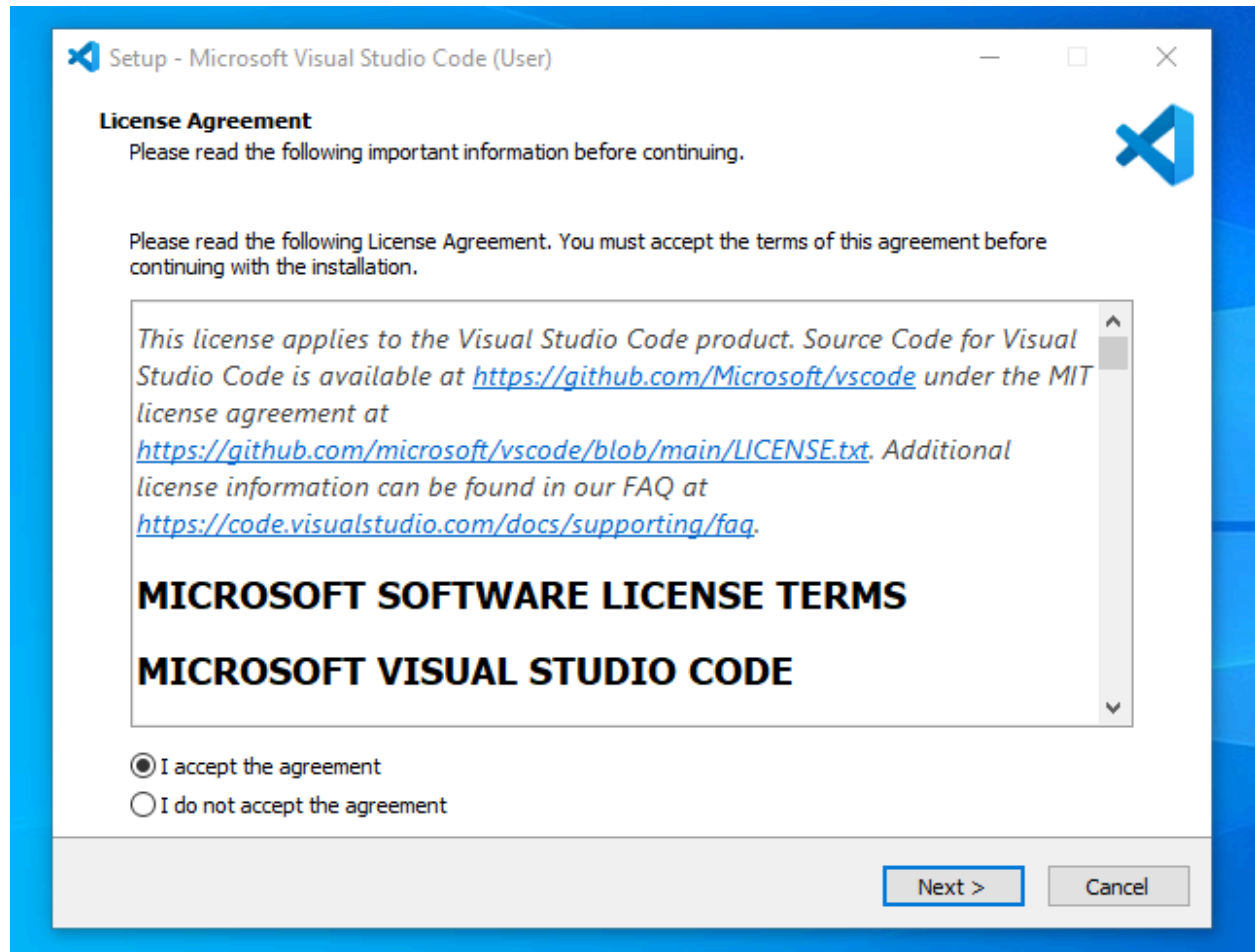 Setup - Microsoft Visual Studio Code (User)
License Agreement
Please read the following important information before continuing.
Please read the following License Agreement. You must accept the terms of this agreement before
continuing with the installation.
This license applies to the Visual Studio Code product. Source Code for Visual
Studio Code is available at https://github.com/Microsoft/vscode under the MIT
license agreement at
https://github.com/microsoft/vscode/blob/main/LICENSE.txt. Additional
license information can be found in our FAQ at
https://code.visualstudio.com/docs/supporting/faq.
MICROSOFT SOFTWARE LICENSE TERMS
MICROSOFT VISUAL STUDIO CODE
I accept the agreement
I do not accept the agreement
Next >
Cancel